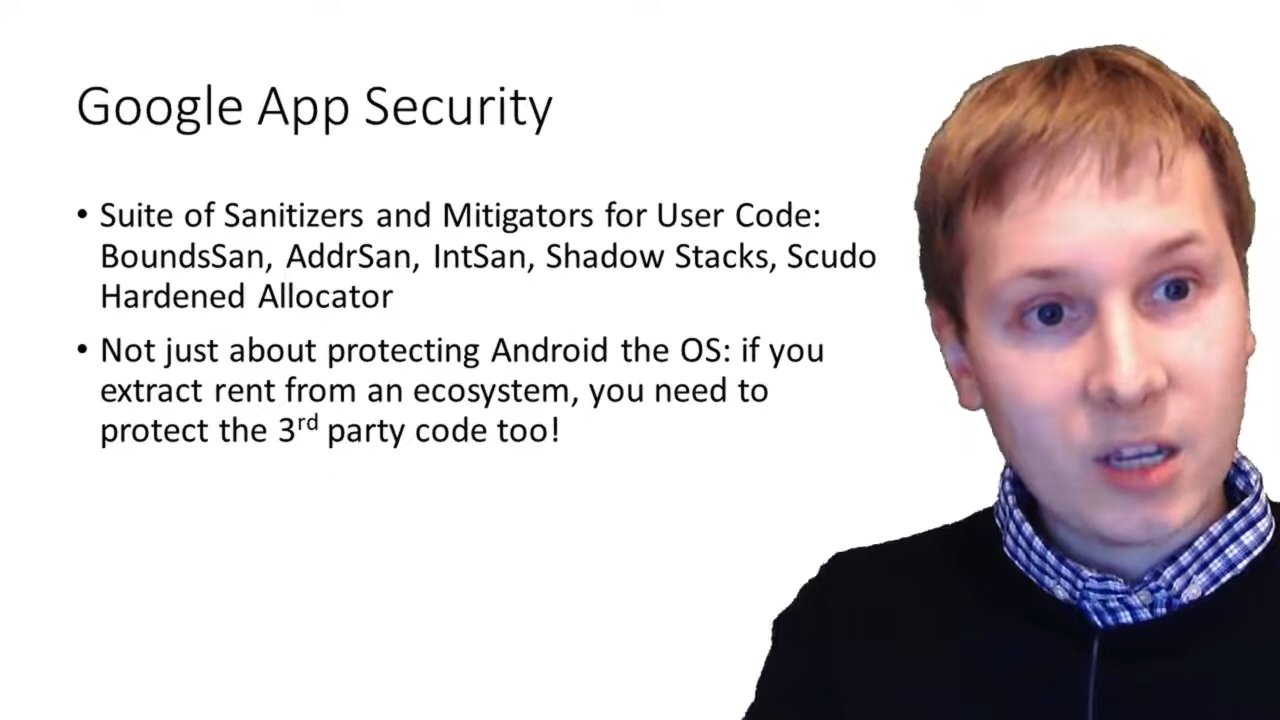 Google App Security
• Suite of Sanitizers and Mitigators for User Code:
BoundsSan, AddrSan, IntSan, Shadow Stacks, Scudo
Hardened Allocator
• Not just about protecting Android the OS: if you
extract rent from an ecosystem, you need to
protect the 3rd party code too!